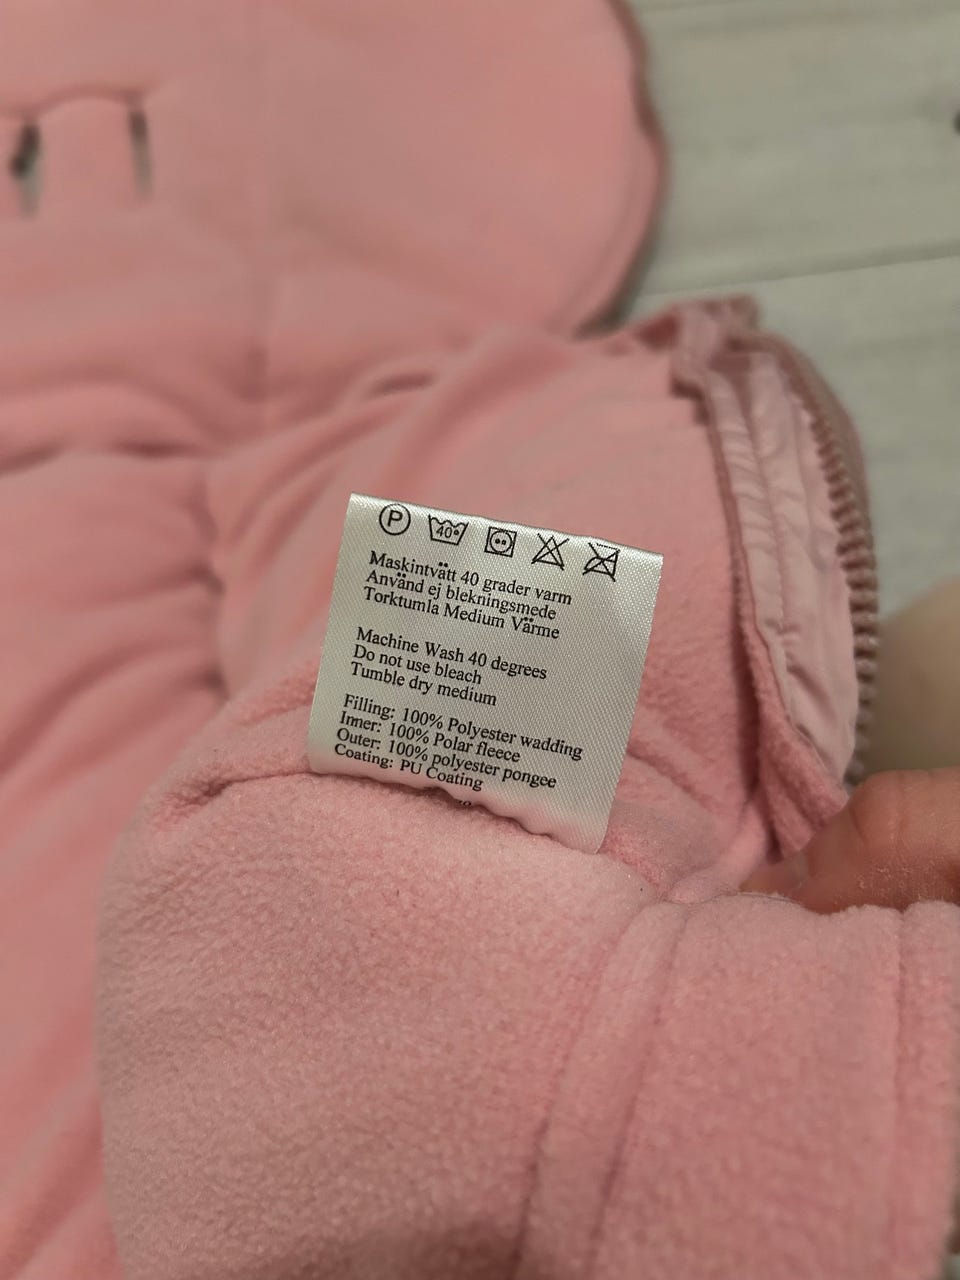 P 40°
Maskintvätt 40 grader varm
Använd ej blekningsmede
Torktumla Medium Värme
Machine Wash 40 degrees
Do not use bleach
Tumble dry medium
Filling: 100% Polyester wadding
Inner: 100% Polar fleece
Outer: 100% polyester pongee
Coating: PU Coating